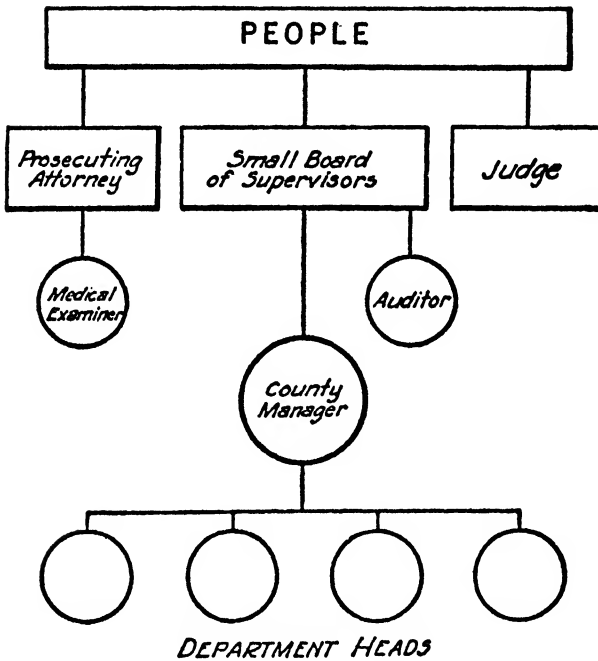 PEOPLE
Prosecuting
Attorney
Small Board
of Supervisors
Judge
Medical
Examiner
Auditor
County
Manager
DEPARTMENT HEADS